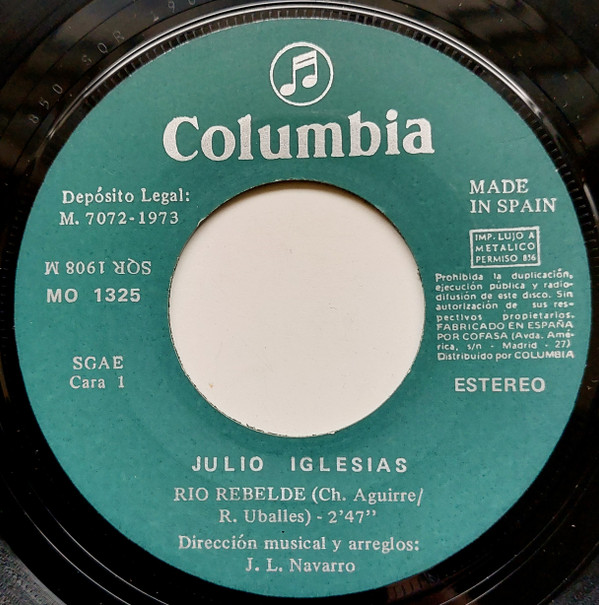 Columbia
Depósito Legal:
M. 7072-1973
SQR 1908 M
MO 1325
SGAE
Cara 1
MADE
IN SPAIN
IMP. LUJO A
METALICO
PERMISO 856
Prohibida la duplicación,
ejecución pública y radio-
difusión de este disco. Sin
autorización de sus res-
pectivos propietarios.
FABRICADO EN ESPAÑA
POR COFASA (Avda. Amé-
rica, s/n - Madrid - 27)
Distribuido por COLUMBIA
ESTEREO
JULIO IGLESIAS
RIO REBELDE (Ch. Aguirre/
R. Uballes) - 2'47"
Dirección musical y arreglos:
J. L. Navarro